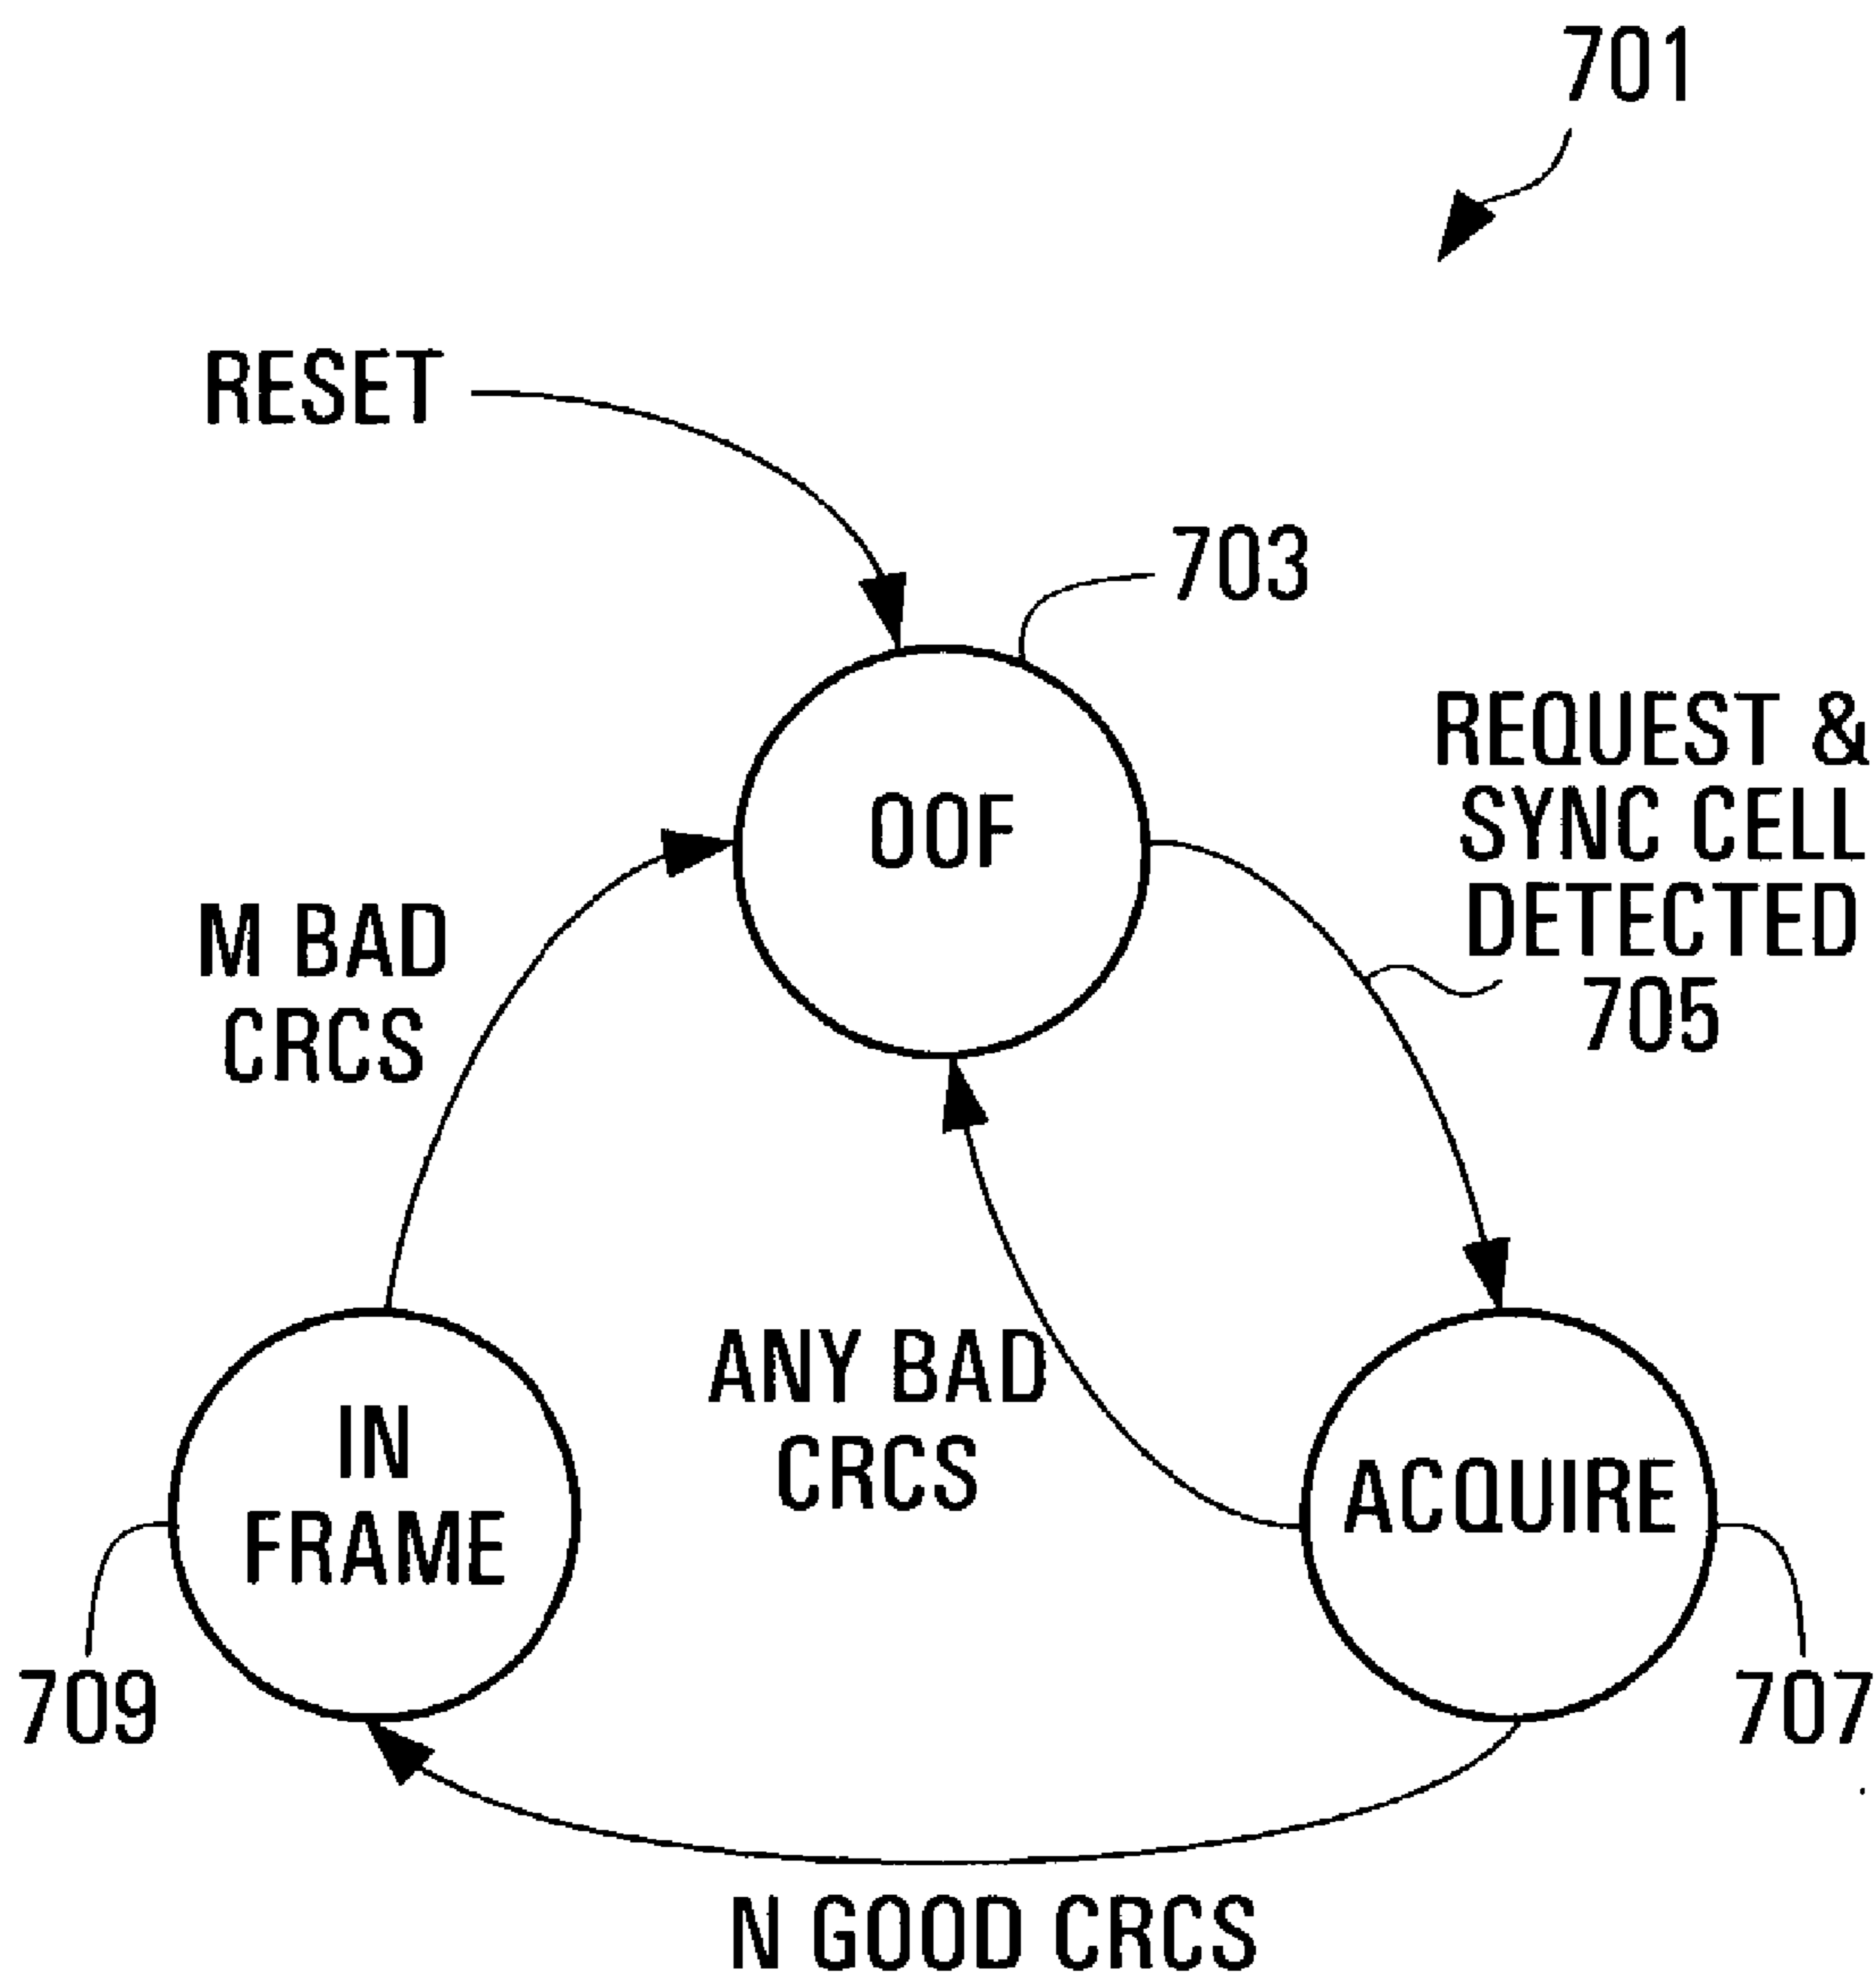 701
RESET
703
OOF
REQUEST &
SYNC CELL
DETECTED
705
M BAD
CRCS
ANY BAD
CRCS
IN
FRAME
ACQUIRE
709
707
N GOOD CRCS